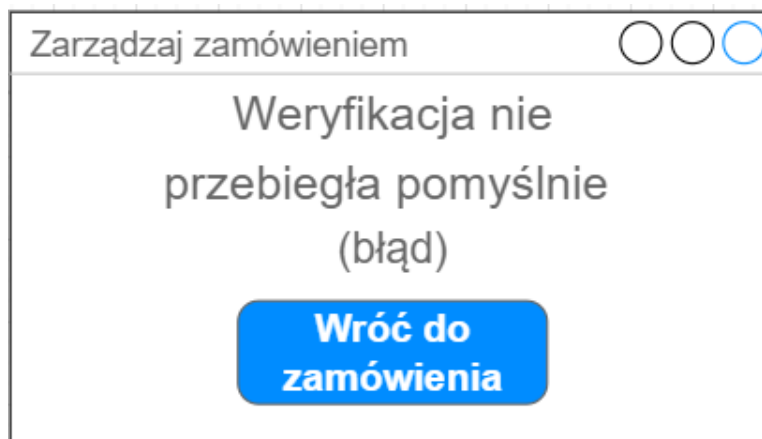 Zarządzaj zamówieniem
Weryfikacja nie
przebiegła pomyślnie
(błąd)
Wróć do
zamówienia